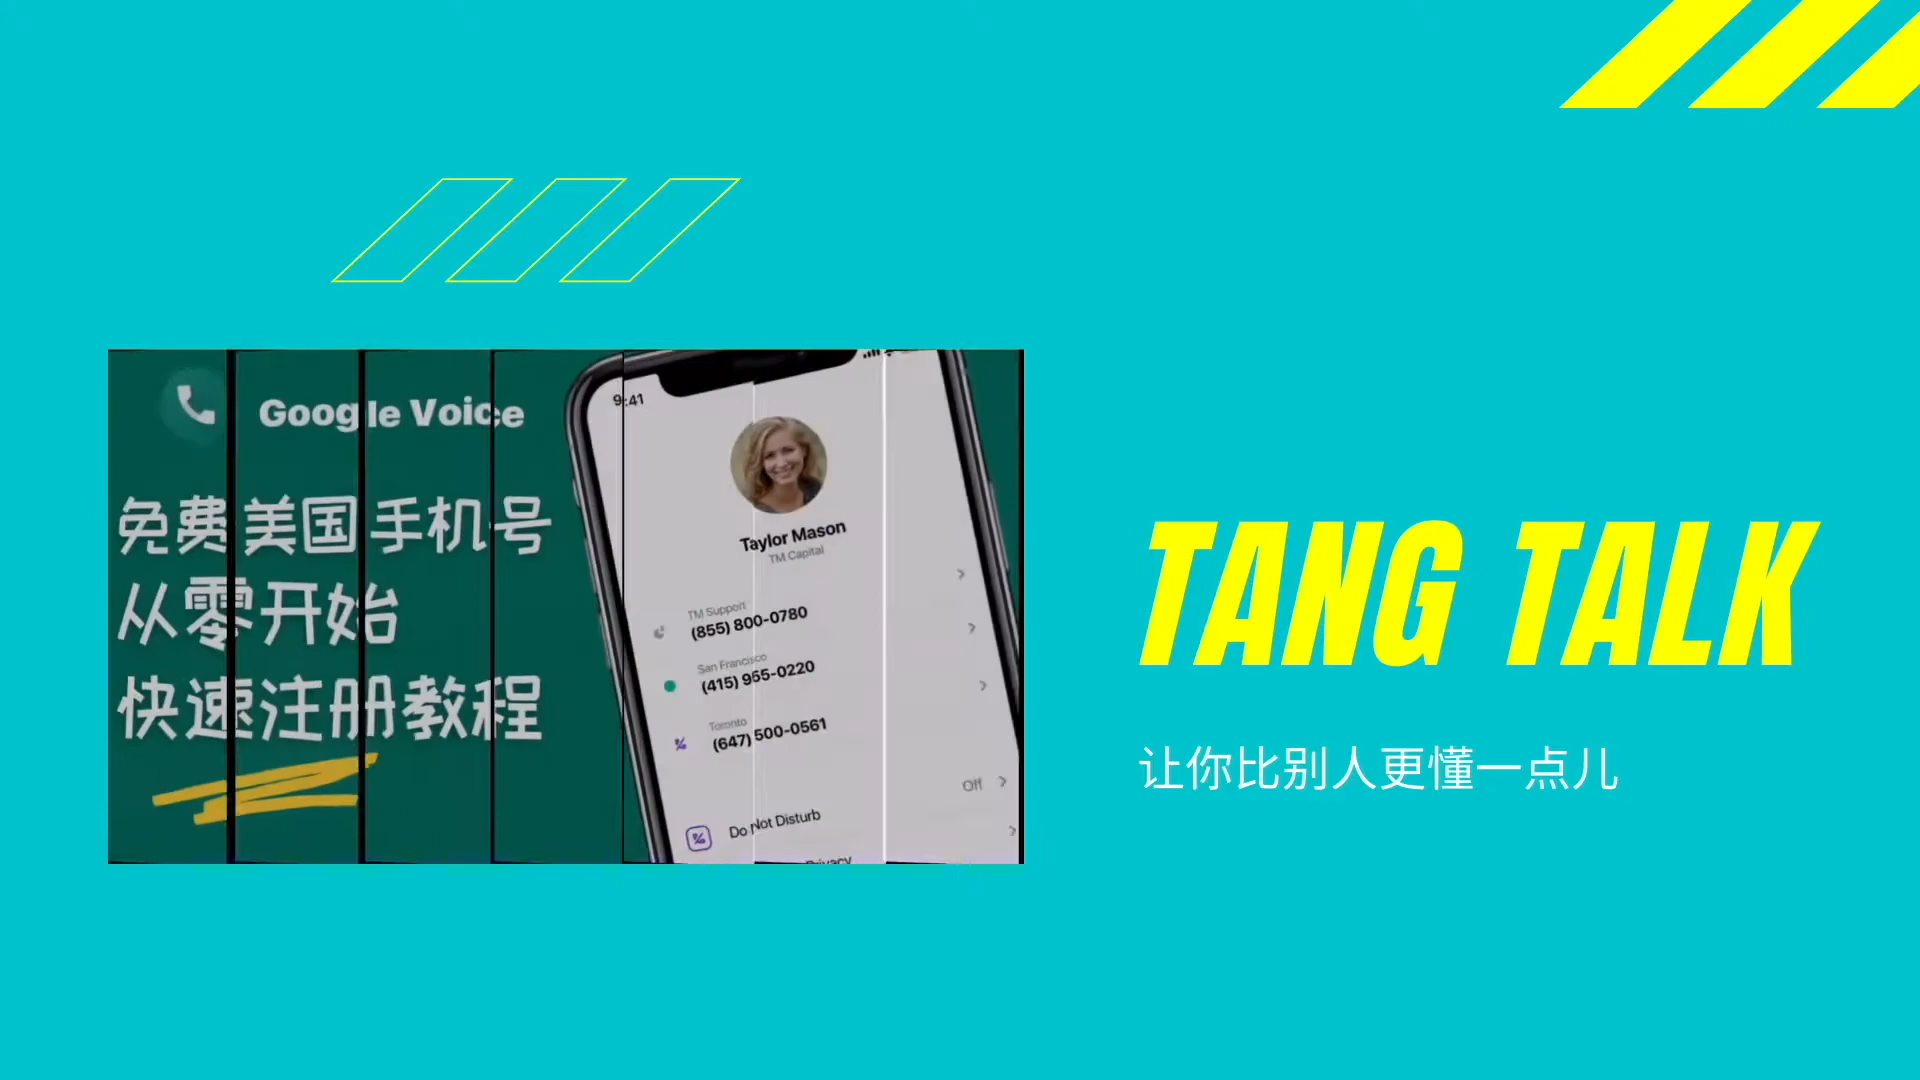 Google Voice
免费美国手机号
从零开始
快速注册教程
9:41
Taylor Mason
TM Capital
TM Support
(855) 800-0780
San Francisco
(415) 965-0220
Toronto
(647) 500-0561
Off
Do Not Disturb
Privacy
TANG TALK
让你比别人更懂一点儿